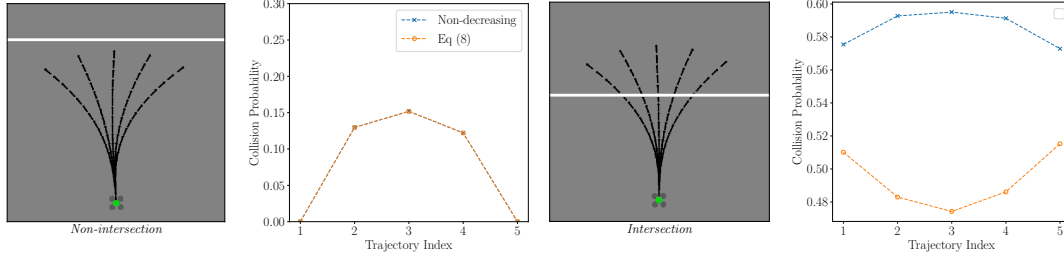 Non-intersection
0.30
0.25
0.20
0.15
0.10
0.05
0.00
Collision Probability
Non-decreasing
Eq (8)
1 2 3 4 5
Trajectory Index
Intersection
0.60
0.58
0.56
0.54
0.52
0.50
0.48
Collision Probability
1 2 3 4 5
Trajectory Index